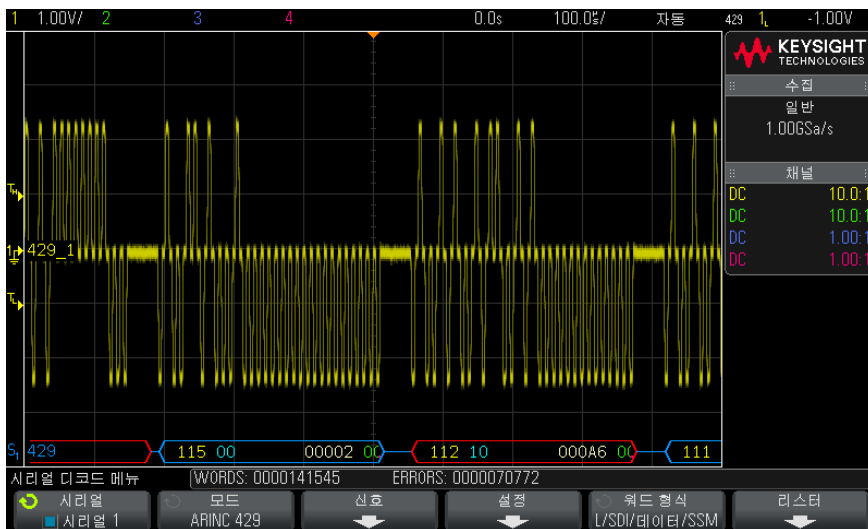 1 1.00V/ 2 3 4 0.0s 100.0㎲/ 자동 429 1 -1.00V
KEYSIGHT
TECHNOLOGIES
수집
일반
1.00GSa/s
채널
DC 10.0:1
DC 10.0:1
DC 1.00:1
DC 1.00:1
TH
1 429_1
TL
S1 429 115 00 00002 00 112 10 000A6 00 111
시리얼 디코드 메뉴 WORDS: 0000141545 ERRORS: 0000070772
시리얼 모드 신호 설정 워드 형식 리스터
시리얼 1 ARINC 429 L/SDI/데이터/SSM